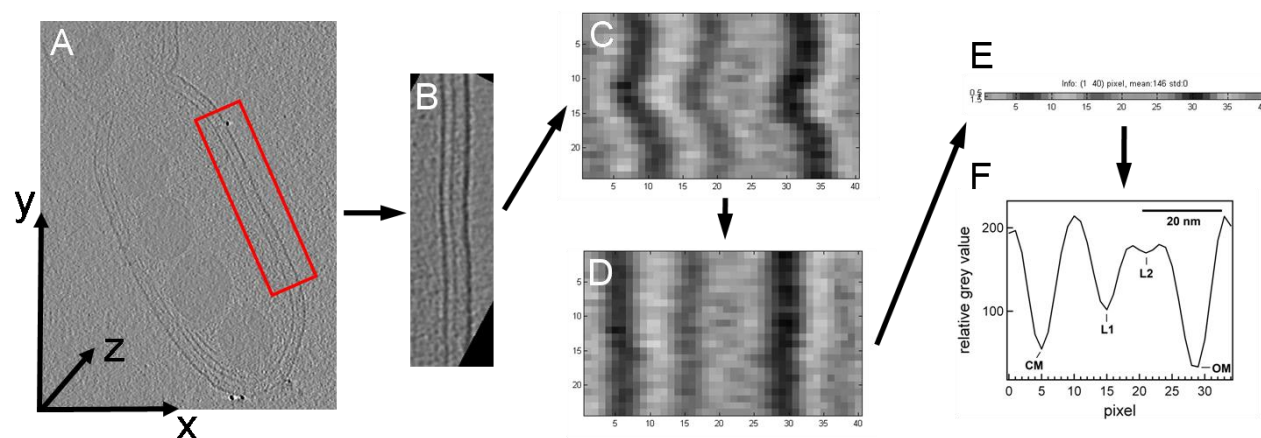 A
y
z
x
B
C
5
10
15
20
5 10 15 20 25 30 35 40
D
5
10
15
20
5 10 15 20 25 30 35 40
E
Info: (1 40) pixel, mean:146 std:0
0.5
1
1.5
5 10 15 20 25 30 35 40
F
20 nm
relative grey value
200
100
L2
L1
CM
OM
0 5 10 15 20 25 30
pixel